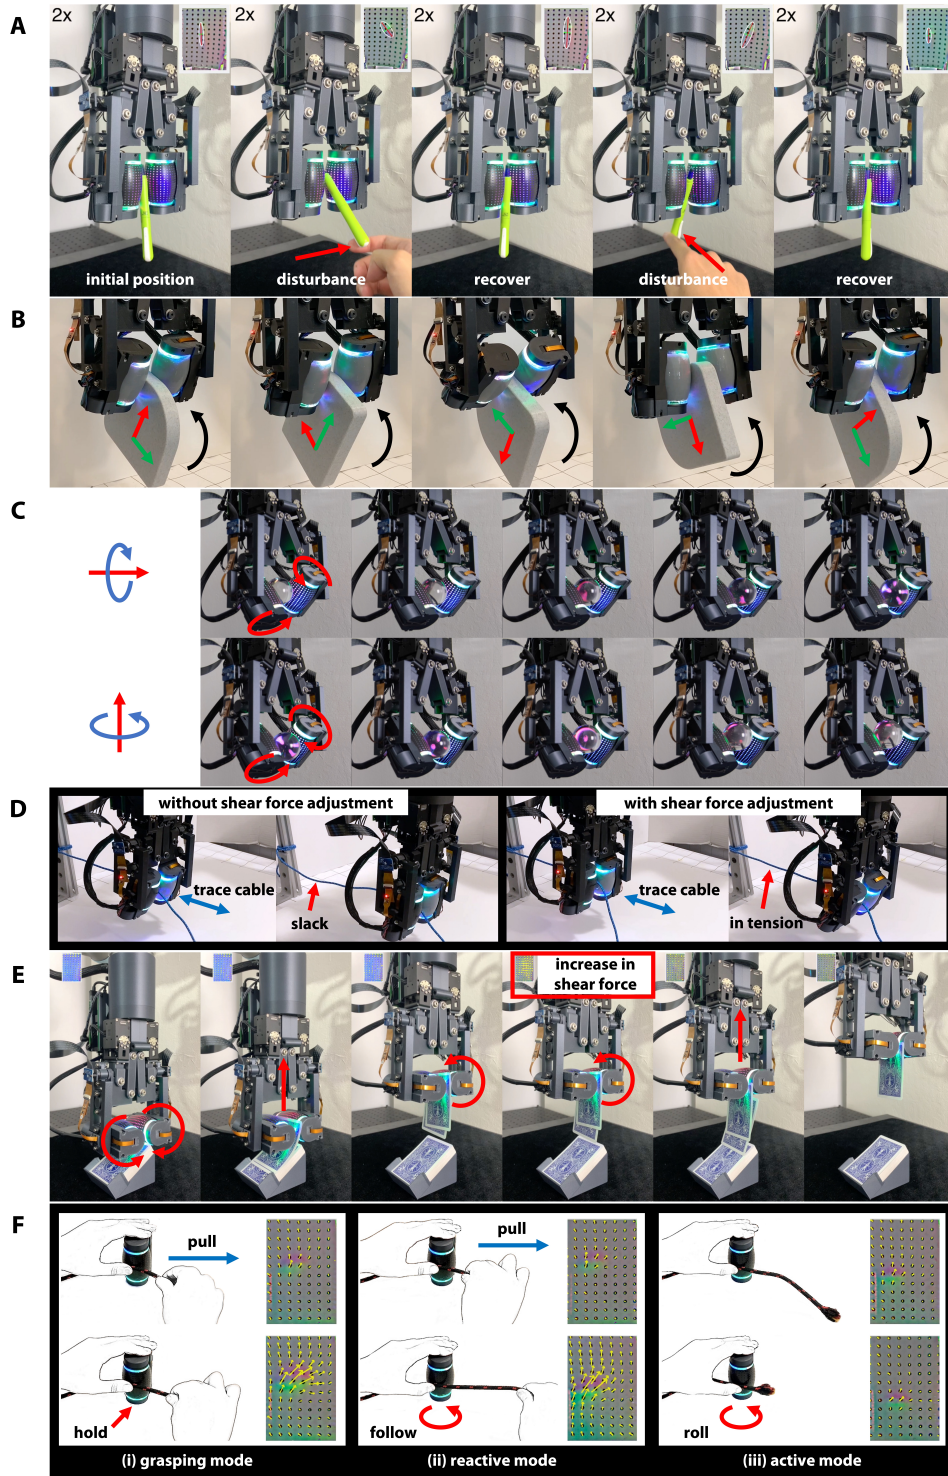 A
2x
2x
2x
2x
2x
initial position
disturbance
recover
disturbance
recover
B
C
D
without shear force adjustment
with shear force adjustment
trace cable
slack
trace cable
in tension
E
increase in
shear force
F
pull
pull
hold
follow
roll
(i) grasping mode
(ii) reactive mode
(iii) active mode